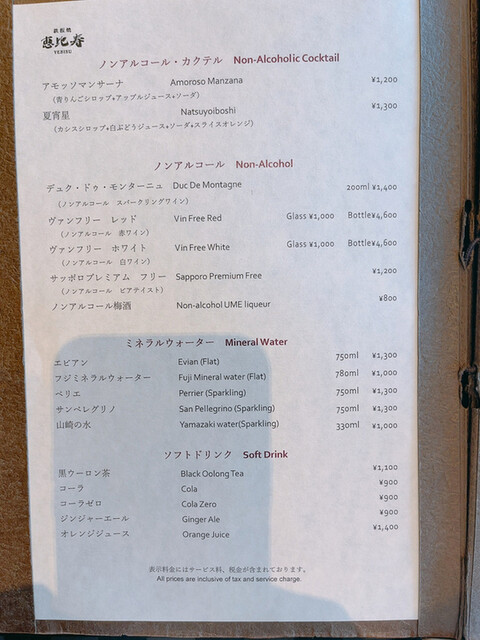 鉄板焼
恵比寿
YEBISU
ノンアルコール・カクテル Non-Alcoholic Cocktail
アモッソマンサーナ Amoroso Manzana ¥1,200
(青りんごシロップ+アップルジュース+ソーダ)
夏宵星 Natsuyoiboshi ¥1,300
(カシスシロップ+白ぶどうジュース+ソーダ+スライスオレンジ)
ノンアルコール Non-Alcohol
デュク・ドゥ・モンターニュ Duc De Montagne 200ml ¥1,400
(ノンアルコール スパークリングワイン)
ヴァンフリー レッド Vin Free Red Glass ¥1,000 Bottle¥4,600
(ノンアルコール 赤ワイン)
ヴァンフリー ホワイト Vin Free White Glass ¥1,000 Bottle¥4,600
(ノンアルコール 白ワイン)
サッポロプレミアム フリー Sapporo Premium Free ¥1,200
(ノンアルコール ビアテイスト)
ノンアルコール梅酒 Non-alcohol UME liqueur ¥800
ミネラルウォーター Mineral Water
エビアン Evian (Flat) 750ml ¥1,300
フジミネラルウォーター Fuji Mineral water (Flat) 780ml ¥1,000
ペリエ Perrier (Sparkling) 750ml ¥1,300
サンペレグリノ San Pellegrino (Sparkling) 750ml ¥1,300
山崎の水 Yamazaki water(Sparkling) 330ml ¥1,000
ソフトドリンク Soft Drink
黒ウーロン茶 Black Oolong Tea ¥1,100
コーラ Cola ¥900
コーラゼロ Cola Zero ¥900
ジンジャーエール Ginger Ale ¥900
オレンジジュース Orange Juice ¥1,400
表示料金にはサービス料、税金が含まれております。
All prices are inclusive of tax and service charge.